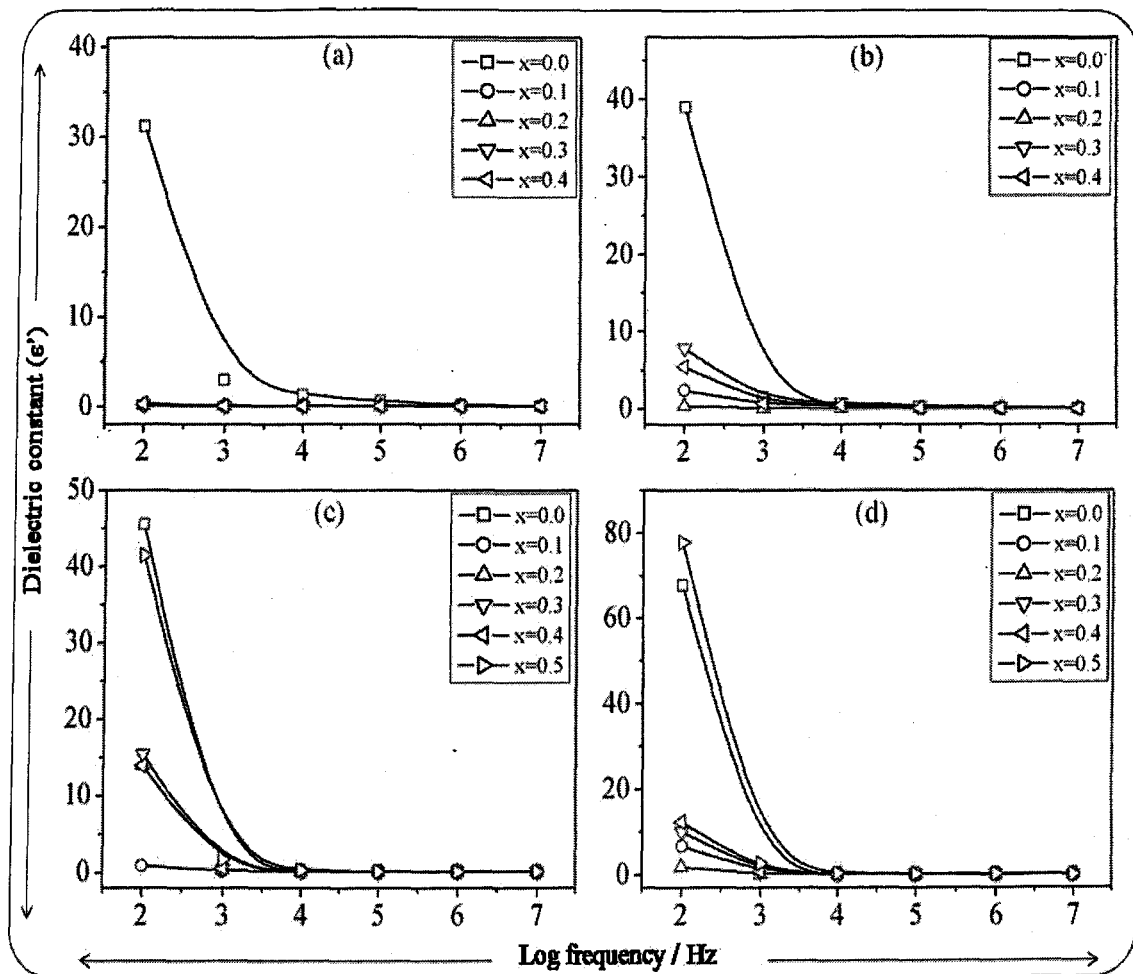 (a)
40
30
20
10
0
2 3 4 5 6 7
x=0.0
x=0.1
x=0.2
x=0.3
x=0.4
(b)
40
30
20
10
0
2 3 4 5 6 7
x=0.0
x=0.1
x=0.2
x=0.3
x=0.4
(c)
50
40
30
20
10
0
2 3 4 5 6 7
x=0.0
x=0.1
x=0.2
x=0.3
x=0.4
x=0.5
(d)
80
60
40
20
0
2 3 4 5 6 7
x=0.0
x=0.1
x=0.2
x=0.3
x=0.4
x=0.5
Dielectric constant (ε')
Log frequency / Hz